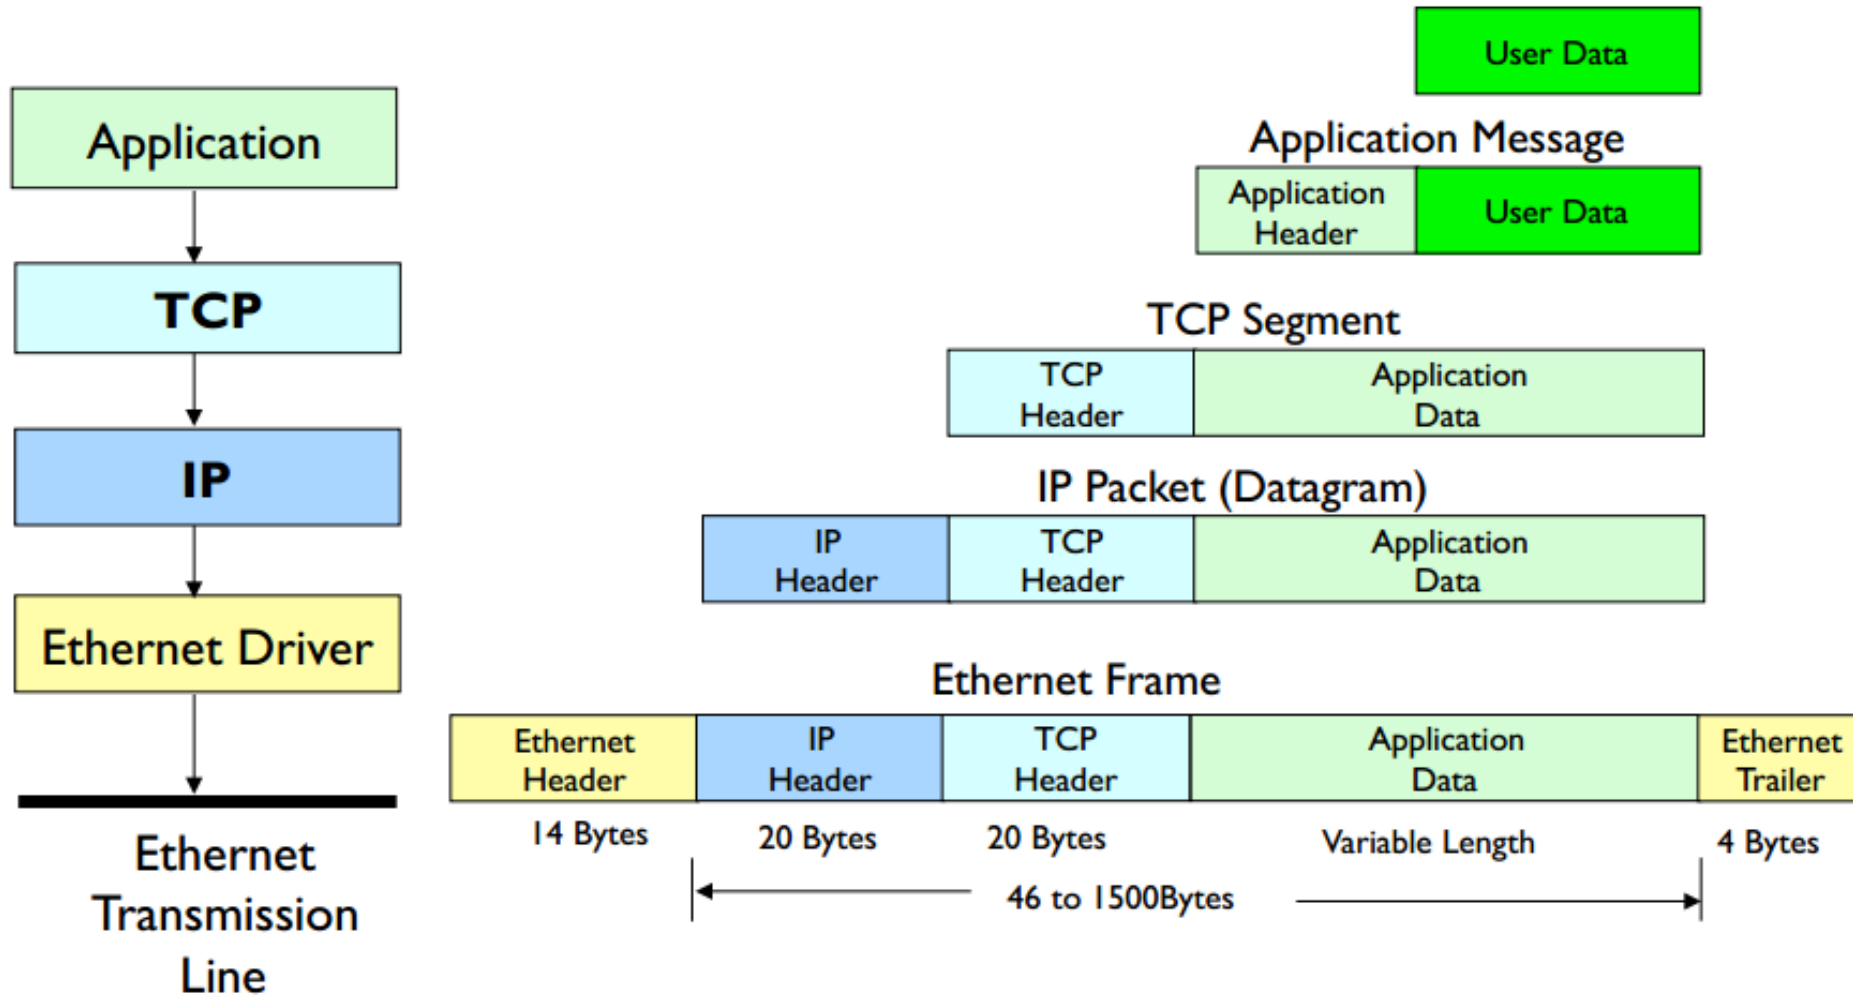 Application
TCP
IP
Ethernet Driver
Ethernet
Transmission
Line
User Data
Application Message
Application
Header
User Data
TCP Segment
TCP
Header
Application
Data
IP Packet (Datagram)
IP
Header
TCP
Header
Application
Data
Ethernet Frame
Ethernet
Header
IP
Header
TCP
Header
Application
Data
Ethernet
Trailer
14 Bytes
20 Bytes
20 Bytes
Variable Length
4 Bytes
46 to 1500Bytes